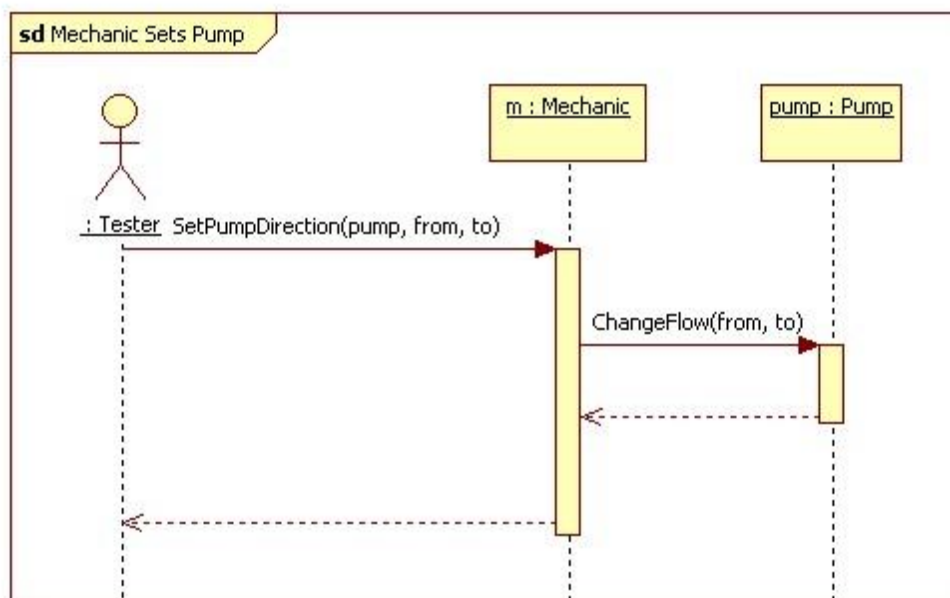 sd Mechanic Sets Pump
m : Mechanic
pump : Pump
: Tester
SetPumpDirection(pump, from, to)
ChangeFlow(from, to)